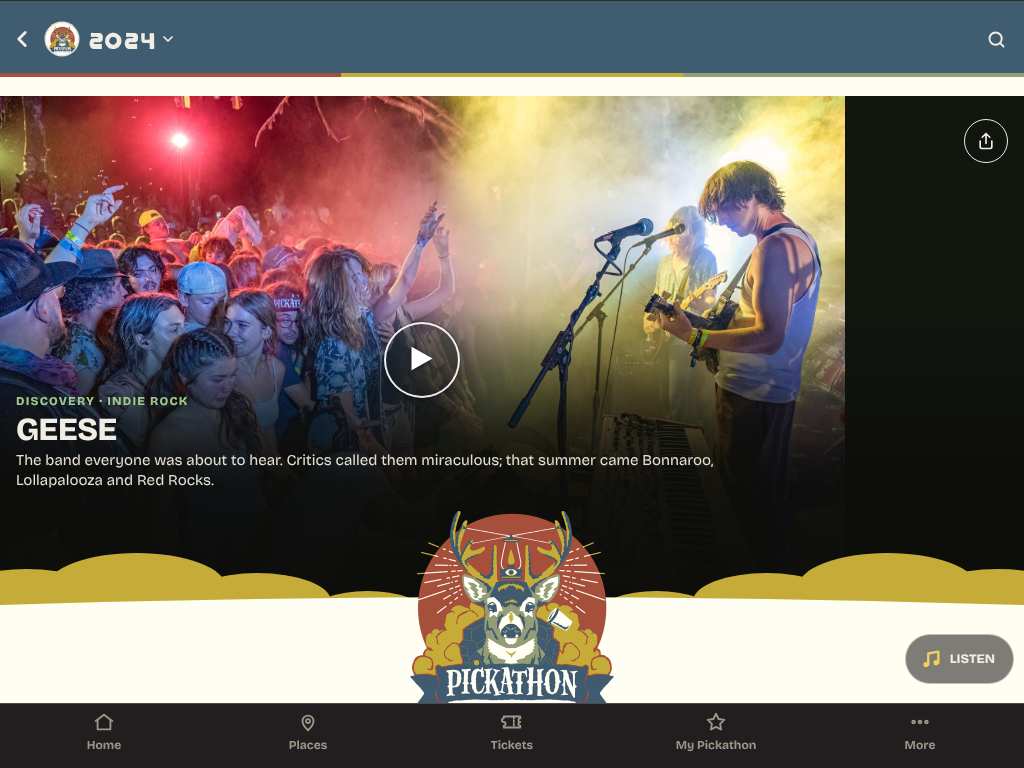 2024
DISCOVERY · INDIE ROCK
GEESE
The band everyone was about to hear. Critics called them miraculous; that summer came Bonnaroo,
Lollapalooza and Red Rocks.
PICKATHON
LISTEN
Home
Places
Tickets
My Pickathon
More